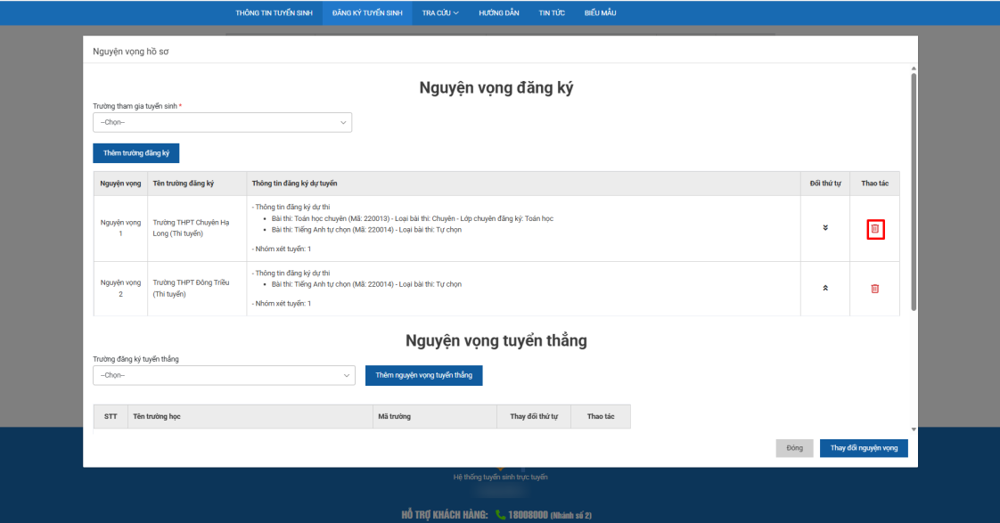 THÔNG TIN TUYỂN SINH ĐĂNG KÝ TUYỂN SINH TRA CỨU HƯỚNG DẪN TIN TỨC BIỂU MẪU
Nguyện vọng hồ sơ
Nguyện vọng đăng ký
Trường tham gia tuyển sinh *
--Chọn--
Thêm trường đăng ký
Nguyện vọng Tên trường đăng ký Thông tin đăng ký dự tuyển Đổi thứ tự Thao tác
Nguyện vọng 1
Trường THPT Chuyên Hạ Long (Thi tuyển)
- Thông tin đăng ký dự thi
• Bài thi: Toán học chuyên (Mã: 220013) - Loại bài thi: Chuyên - Lớp chuyên đăng ký: Toán học
• Bài thi: Tiếng Anh tự chọn (Mã: 220014) - Loại bài thi: Tự chọn
- Nhóm xét tuyển: 1
Nguyện vọng 2
Trường THPT Đông Triều (Thi tuyển)
- Thông tin đăng ký dự thi
• Bài thi: Tiếng Anh tự chọn (Mã: 220014) - Loại bài thi: Tự chọn
- Nhóm xét tuyển: 1
Nguyện vọng tuyển thẳng
Trường đăng ký tuyển thẳng
--Chọn--
Thêm nguyện vọng tuyển thẳng
STT Tên trường học Mã trường Thay đổi thứ tự Thao tác
Đóng Thay đổi nguyện vọng
Hệ thống tuyển sinh trực tuyến
HỖ TRỢ KHÁCH HÀNG: 18008000 (Nhánh số 2)